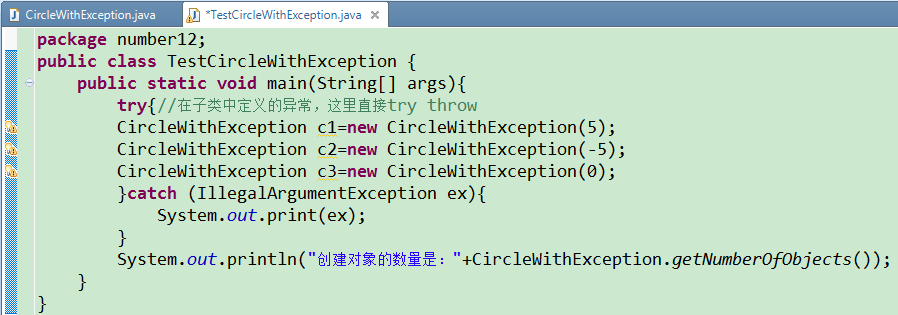 CircleWithException.java
*TestCircleWithException.java
package number12;
public class TestCircleWithException {
    public static void main(String[] args){
        try{//在子类中定义的异常，这里直接try throw
        CircleWithException c1=new CircleWithException(5);
        CircleWithException c2=new CircleWithException(-5);
        CircleWithException c3=new CircleWithException(0);
        }catch (IllegalArgumentException ex){
            System.out.print(ex);
        }
        System.out.println("创建对象的数量是："+CircleWithException.getNumberOfObjects());
    }
}